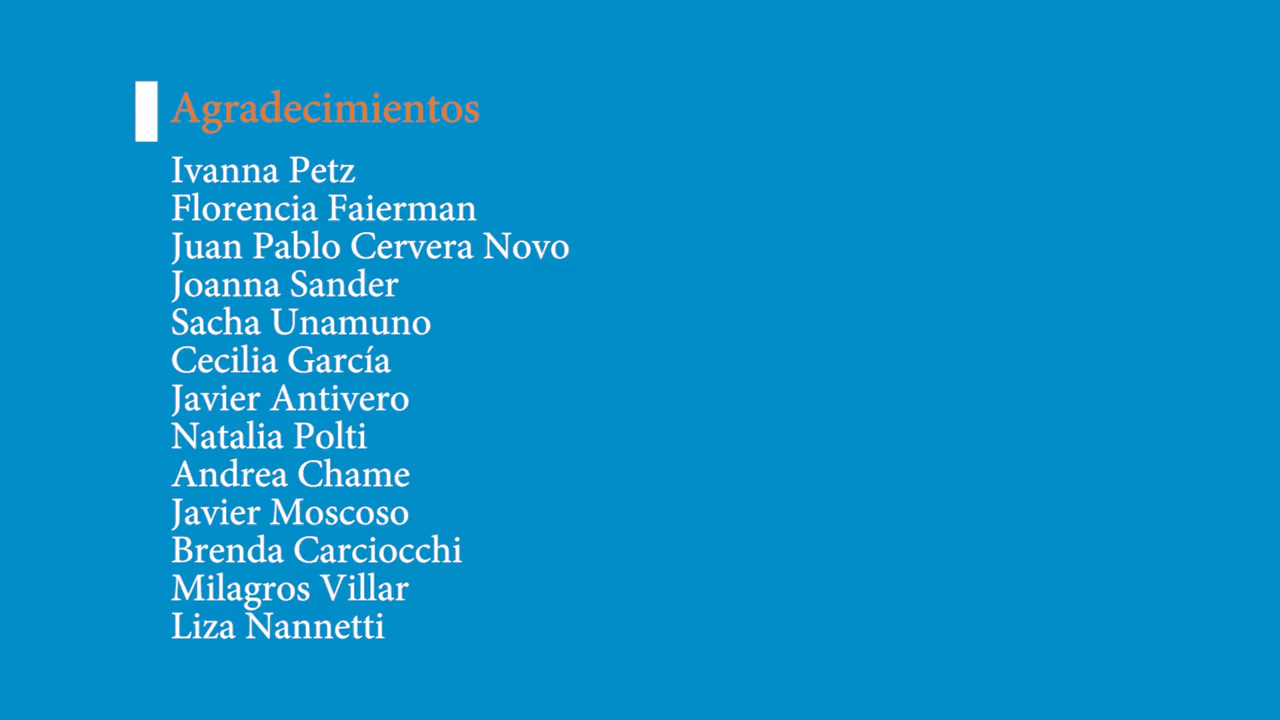 Agradecimientos
Ivanna Petz
Florencia Faierman
Juan Pablo Cervera Novo
Joanna Sander
Sacha Unamuno
Cecilia García
Javier Antivero
Natalia Polti
Andrea Chame
Javier Moscoso
Brenda Carciocchi
Milagros Villar
Liza Nannetti